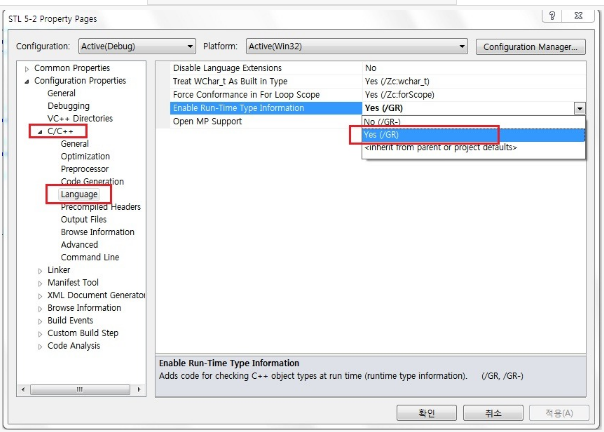 STL 5-2 Property Pages
Configuration: Active(Debug) Platform: Active(Win32) Configuration Manager...
Common Properties
Configuration Properties
General
Debugging
VC++ Directories
C/C++
General
Optimization
Preprocessor
Code Generation
Language
Precompiled Headers
Output Files
Browse Information
Advanced
Command Line
Linker
Manifest Tool
XML Document Generator
Browse Information
Build Events
Custom Build Step
Code Analysis
Disable Language Extensions No
Treat WChar_t As Built in Type Yes (/Zc:wchar_t)
Force Conformance in For Loop Scope Yes (/Zc:forScope)
Enable Run-Time Type Information Yes (/GR)
Open MP Support No (/GR-)
Yes (/GR)
<inherit from parent or project defaults>
Enable Run-Time Type Information
Adds code for checking C++ object types at run time (runtime type information). (/GR, /GR-)
확인 취소 적용(A)